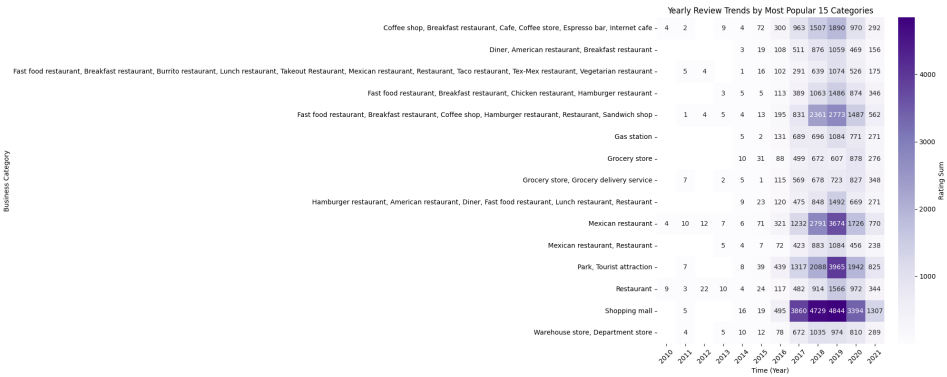 Yearly Review Trends by Most Popular 15 Categories
Coffee shop, Breakfast restaurant, Cafe, Coffee store, Espresso bar, Internet cafe 4 2 9 4 72 300 963 1507 1890 970 292
Diner, American restaurant, Breakfast restaurant 3 19 108 511 876 1059 469 156
Fast food restaurant, Breakfast restaurant, Burrito restaurant, Lunch restaurant, Takeout Restaurant, Mexican restaurant, Restaurant, Taco restaurant, Tex-Mex restaurant, Vegetarian restaurant 5 4 1 16 102 291 639 1074 526 175
Fast food restaurant, Breakfast restaurant, Chicken restaurant, Hamburger restaurant 3 5 5 113 389 1063 1486 874 346
Fast food restaurant, Breakfast restaurant, Coffee shop, Hamburger restaurant, Restaurant, Sandwich shop 1 4 5 4 13 195 831 2361 2773 1487 562
Gas station 5 2 131 689 696 1084 771 271
Grocery store 10 31 88 499 672 607 878 276
Grocery store, Grocery delivery service 7 2 5 1 115 569 678 723 827 348
Hamburger restaurant, American restaurant, Diner, Fast food restaurant, Lunch restaurant, Restaurant 9 23 120 475 848 1492 669 271
Mexican restaurant 4 10 12 7 6 71 321 1232 2791 3674 1726 770
Mexican restaurant, Restaurant 5 4 7 72 423 883 1084 456 238
Park, Tourist attraction 7 8 39 439 1317 2088 3965 1942 825
Restaurant 9 3 22 10 4 24 117 482 914 1566 972 344
Shopping mall 5 16 19 495 3860 4729 4844 3394 1307
Warehouse store, Department store 4 5 10 12 78 672 1035 974 810 289
2010 2011 2012 2013 2014 2015 2016 2017 2018 2019 2020 2021
Time (Year)
Business Category
4000
3000
2000
1000
Rating Sum